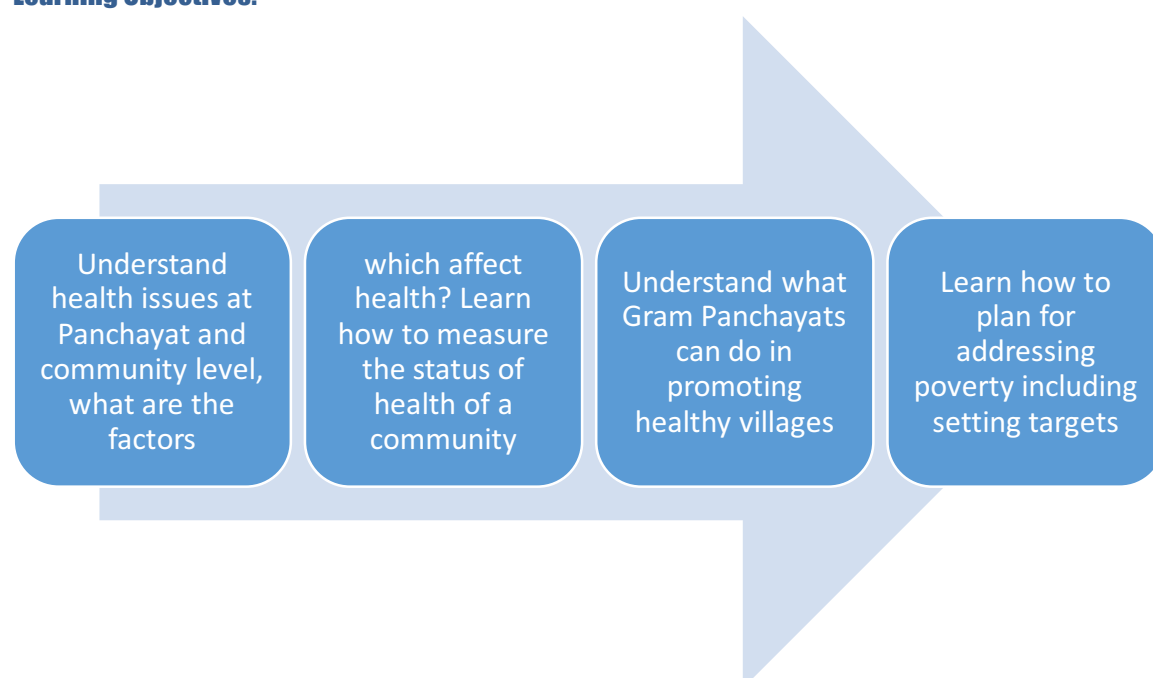 Learning Objectives:
Understand
health issues at
Panchayat and
community level,
what are the
factors
which affect
health? Learn
how to measure
the status of
health of a
community
Understand what
Gram Panchayats
can do in
promoting
healthy villages
Learn how to
plan for
addressing
poverty including
setting targets